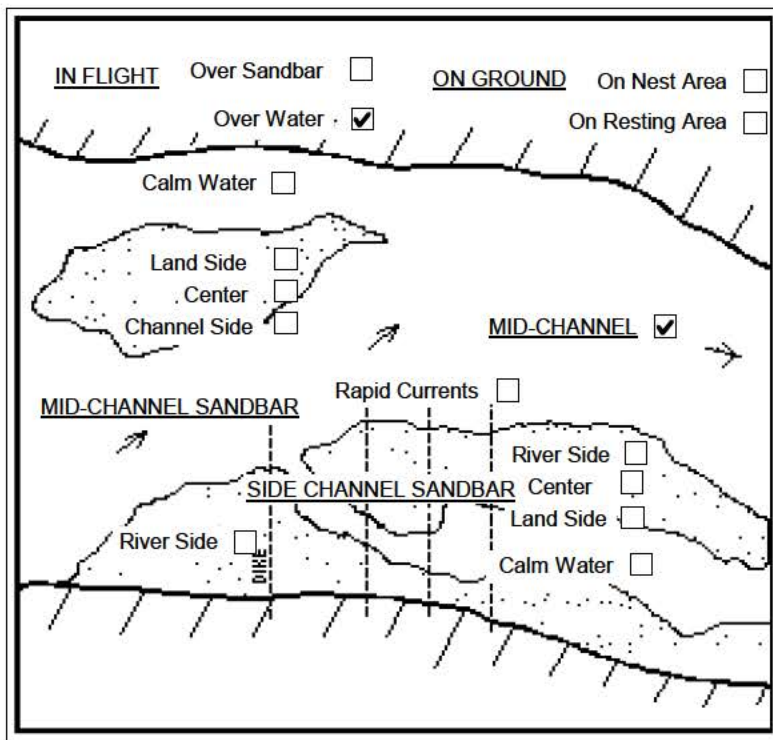 IN FLIGHT Over Sandbar ☐ ON GROUND On Nest Area ☐
Over Water ☑ On Resting Area ☐
Calm Water ☐
Land Side ☐
Center ☐
Channel Side ☐
MID-CHANNEL ☑
Rapid Currents ☐
MID-CHANNEL SANDBAR
River Side ☐
SIDE CHANNEL SANDBAR Center ☐
Land Side ☐
River Side ☐
DIKE
Calm Water ☐